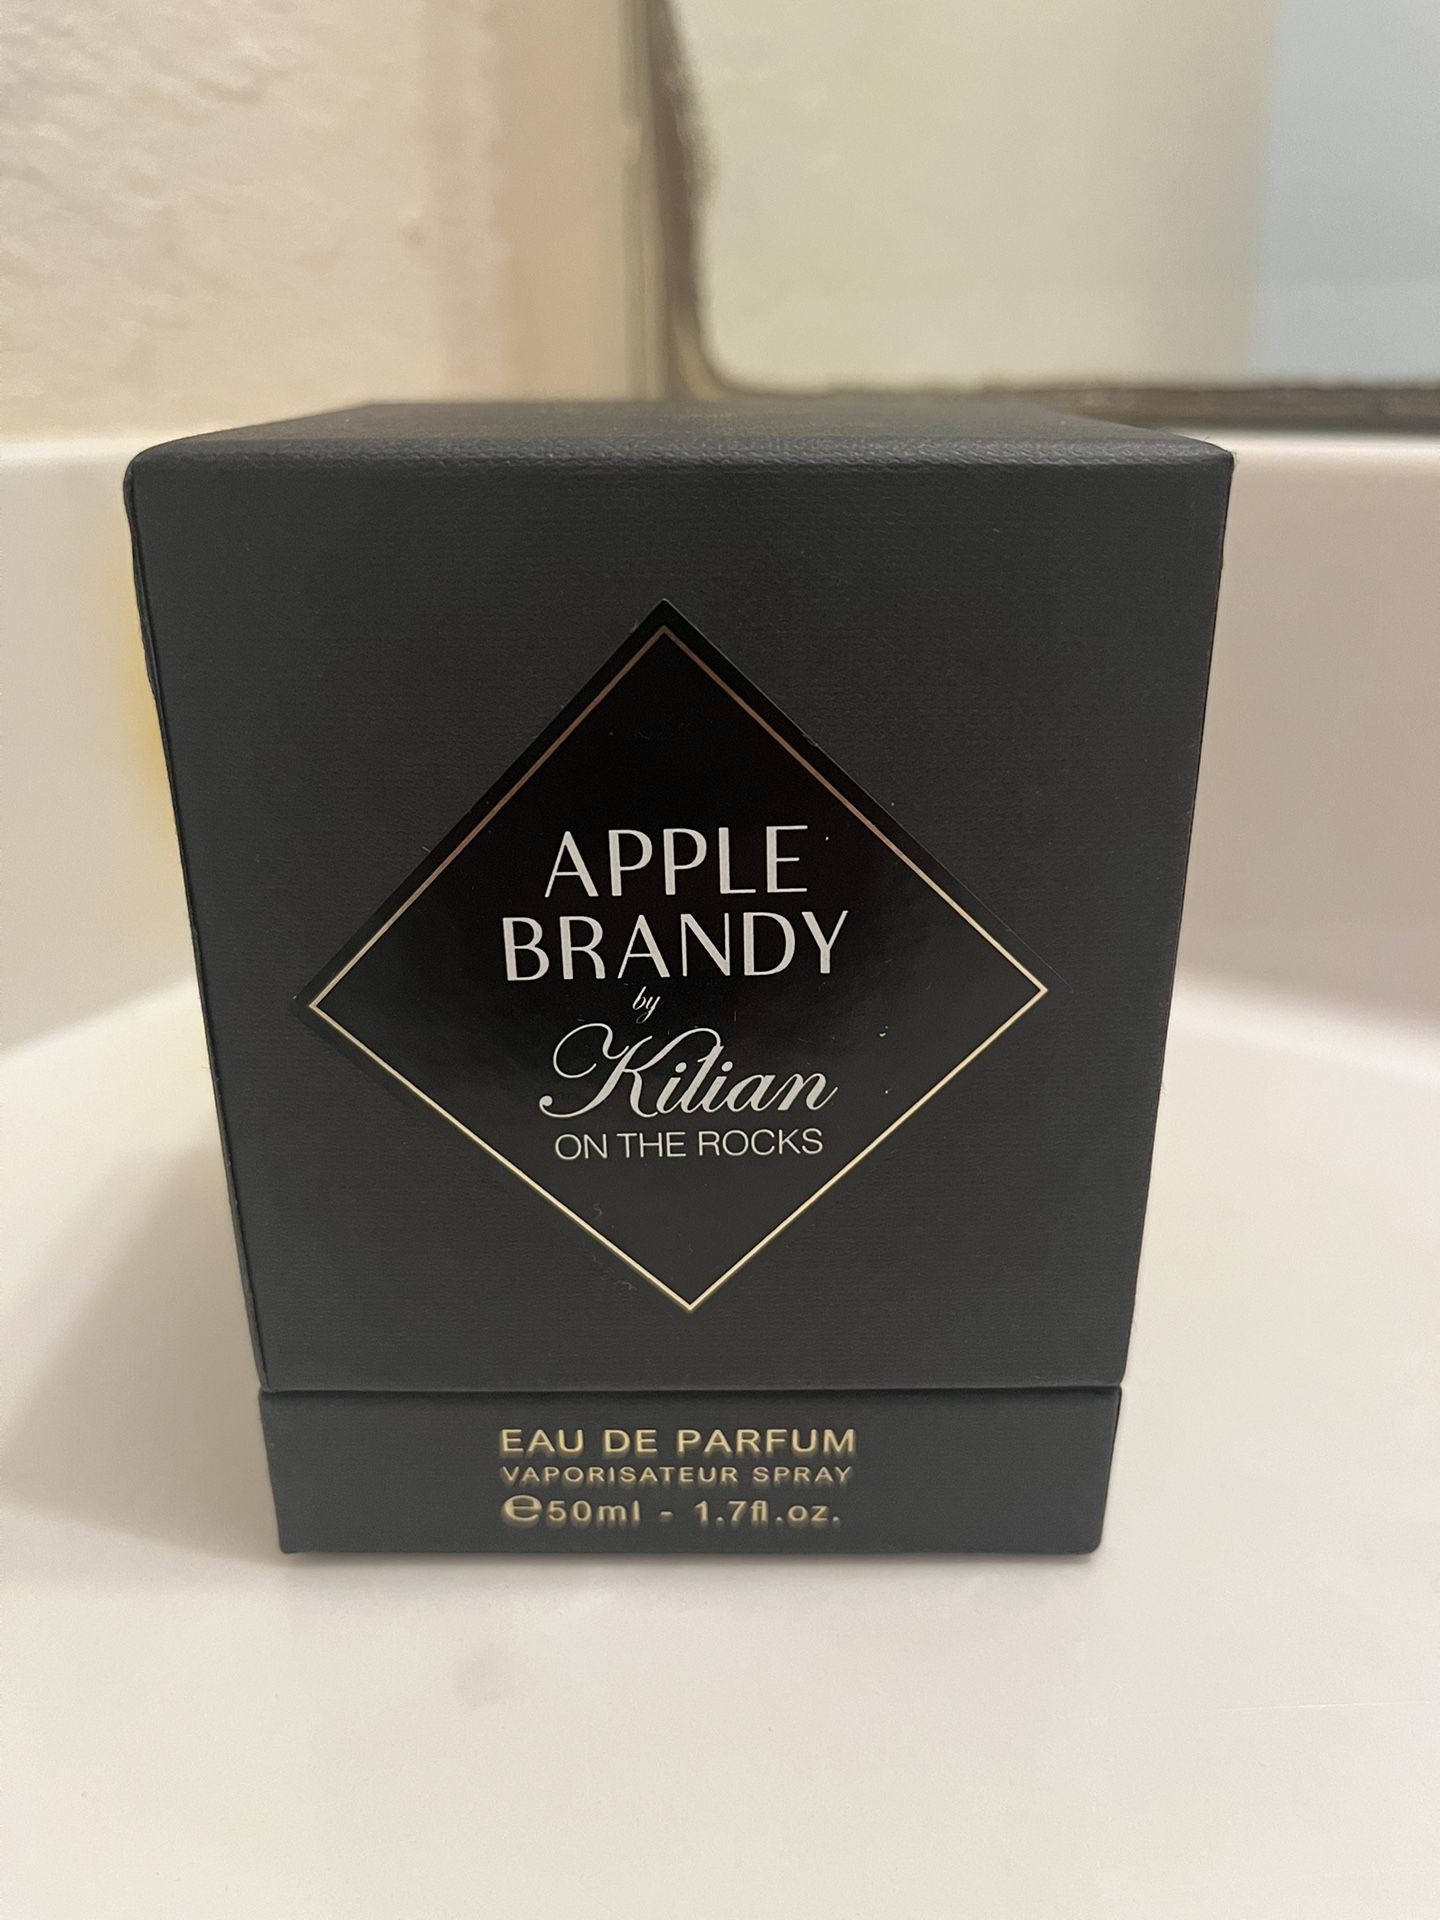 APPLE
BRANDY
by
Kilian
ON THE ROCKS
EAU DE PARFUM
VAPORISATEUR SPRAY
℮50ml - 1.7fl.oz.